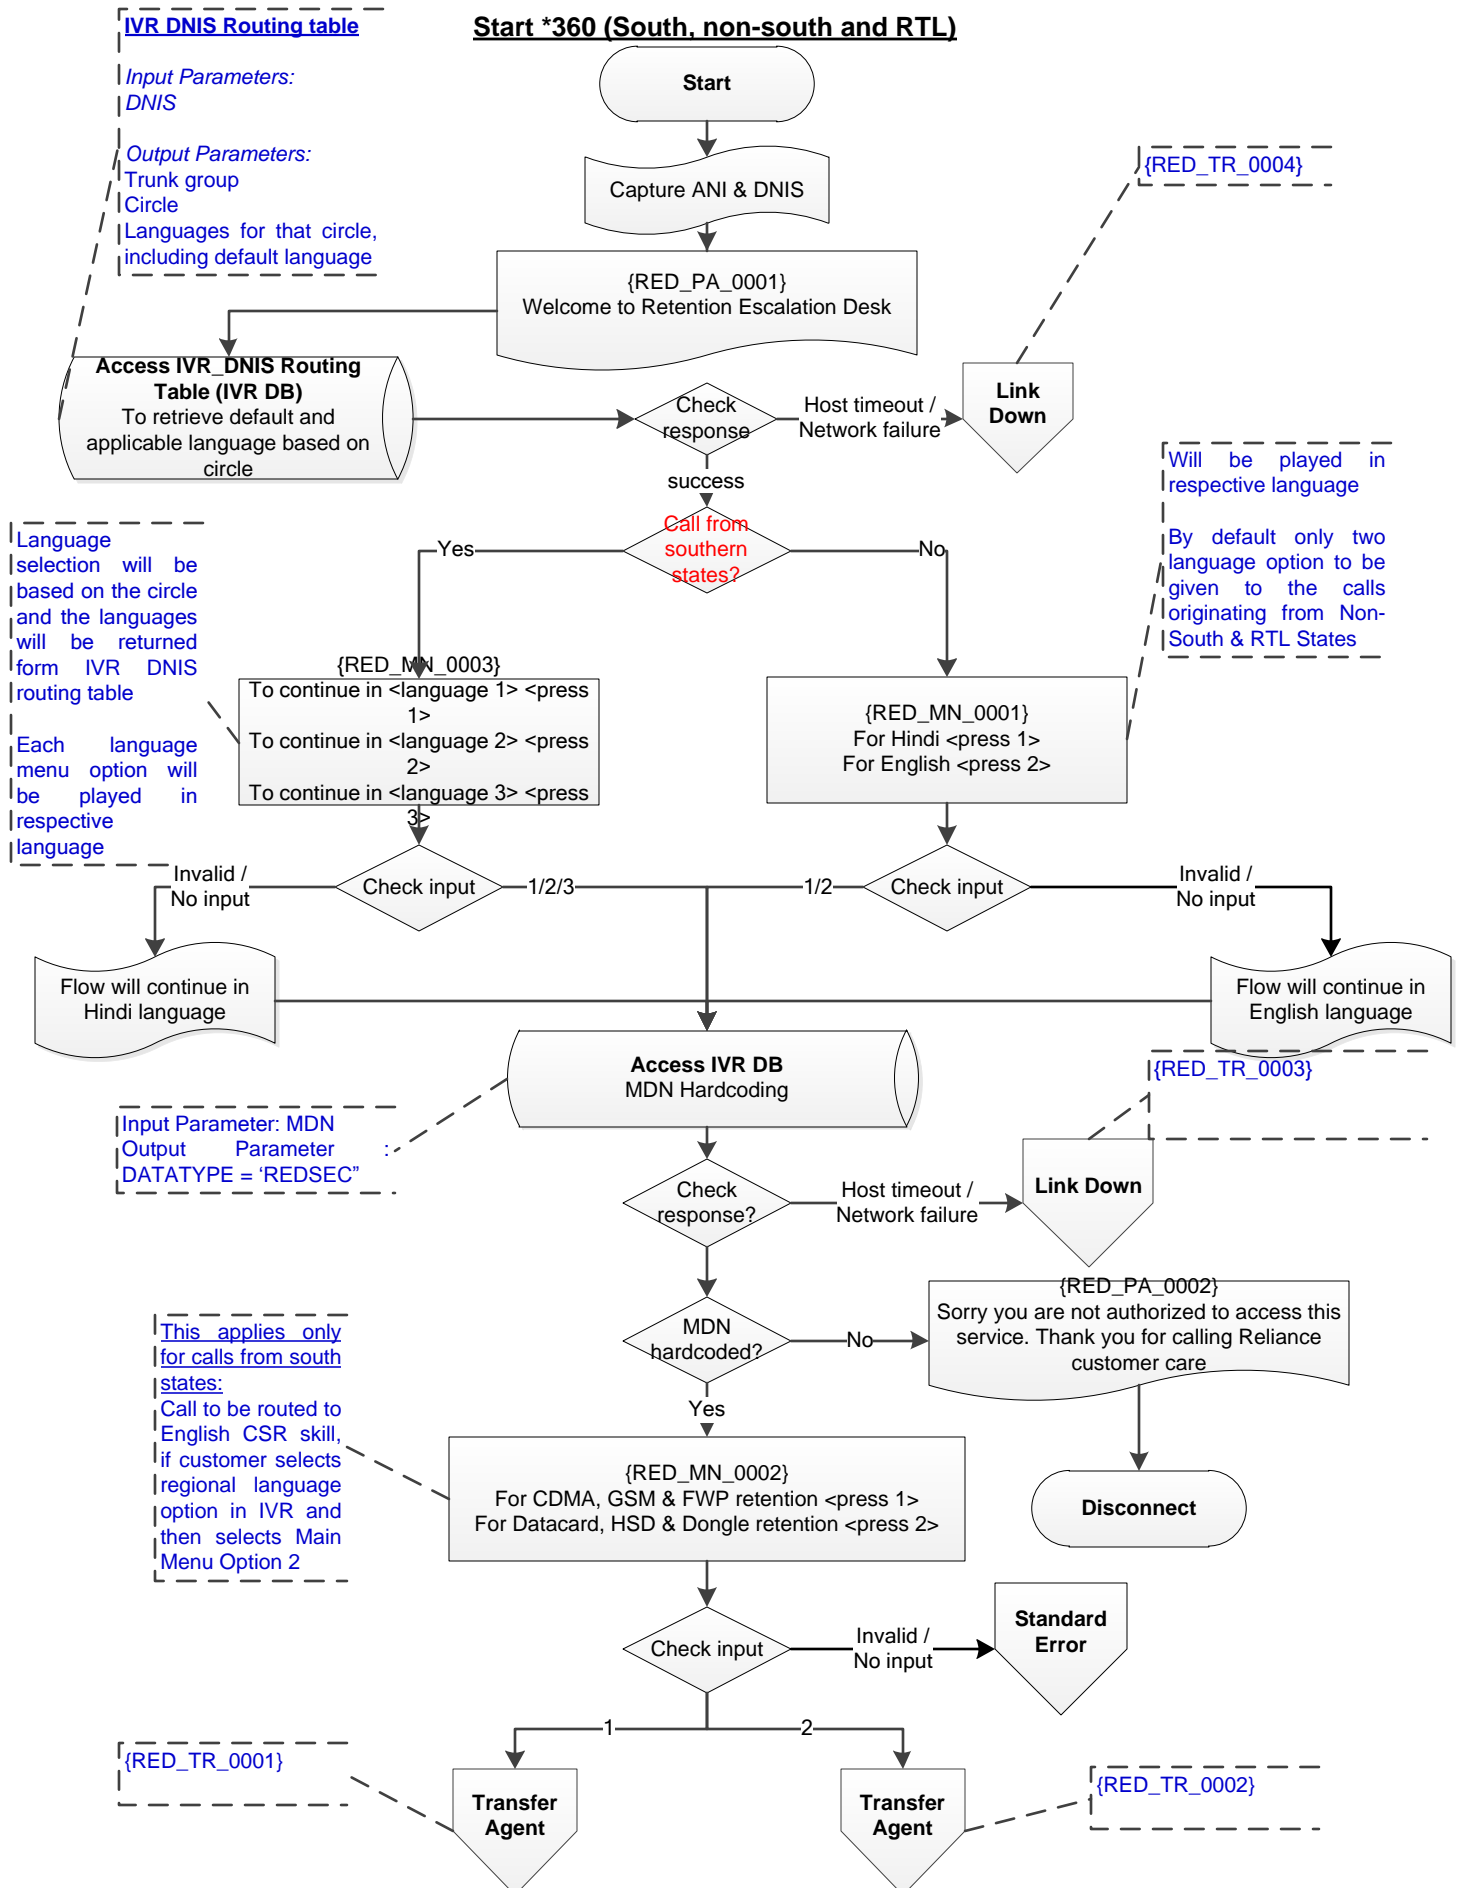 IVR DNIS Routing table
Input Parameters:
DNIS
Output Parameters:
Trunk group
Circle
Languages for that circle,
including default language
Start *360 (South, non-south and RTL)
Start
Capture ANI & DNIS
{RED_TR_0004}
{RED_PA_0001}
Welcome to Retention Escalation Desk
Access IVR_DNIS Routing
Table (IVR DB)
To retrieve default and
applicable language based on
circle
Check
response
Host timeout /
Network failure
Link
Down
success
Call from
southern
states?
Yes
No
Will be played in
respective language
By default only two
language option to be
given to the calls
originating from Non-
South & RTL States
Language
selection will be
based on the circle
and the languages
will be returned
form IVR DNIS
routing table
Each language
menu option will
be played in
respective
language
{RED_MN_0003}
To continue in <language 1> <press
1>
To continue in <language 2> <press
2>
To continue in <language 3> <press
3>
{RED_MN_0001}
For Hindi <press 1>
For English <press 2>
Invalid /
No input
Check input
1/2/3
1/2
Check input
Invalid /
No input
Flow will continue in
Hindi language
Flow will continue in
English language
Access IVR DB
MDN Hardcoding
{RED_TR_0003}
Input Parameter: MDN
Output Parameter :
DATATYPE = ‘REDSEC”
Check
response?
Host timeout /
Network failure
Link Down
MDN
hardcoded?
No
{RED_PA_0002}
Sorry you are not authorized to access this
service. Thank you for calling Reliance
customer care
Yes
This applies only
for calls from south
states:
Call to be routed to
English CSR skill,
if customer selects
regional language
option in IVR and
then selects Main
Menu Option 2
{RED_MN_0002}
For CDMA, GSM & FWP retention <press 1>
For Datacard, HSD & Dongle retention <press 2>
Disconnect
Check input
Invalid /
No input
Standard
Error
1
2
{RED_TR_0001}
Transfer
Agent
Transfer
Agent
{RED_TR_0002}